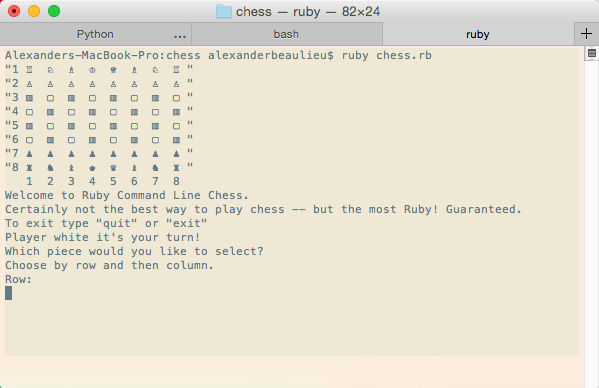 chess — ruby — 82×24
Python ... bash ruby +
Alexanders-MacBook-Pro:chess alexanderbeaulieu$ ruby chess.rb
"1 ♖ ♘ ♗ ♔ ♕ ♗ ♘ ♖ "
"2 ♙ ♙ ♙ ♙ ♙ ♙ ♙ ♙ "
"3 ▥ ▢ ▥ ▢ ▥ ▢ ▥ ▢ "
"4 ▢ ▥ ▢ ▥ ▢ ▥ ▢ ▥ "
"5 ▥ ▢ ▥ ▢ ▥ ▢ ▥ ▢ "
"6 ▢ ▥ ▢ ▥ ▢ ▥ ▢ ▥ "
"7 ♟ ♟ ♟ ♟ ♟ ♟ ♟ ♟ "
"8 ♜ ♞ ♝ ♚ ♛ ♝ ♞ ♜ "
1 2 3 4 5 6 7 8
Welcome to Ruby Command Line Chess.
Certainly not the best way to play chess -- but the most Ruby! Guaranteed.
To exit type "quit" or "exit"
Player white it's your turn!
Which piece would you like to select?
Choose by row and then column.
Row: